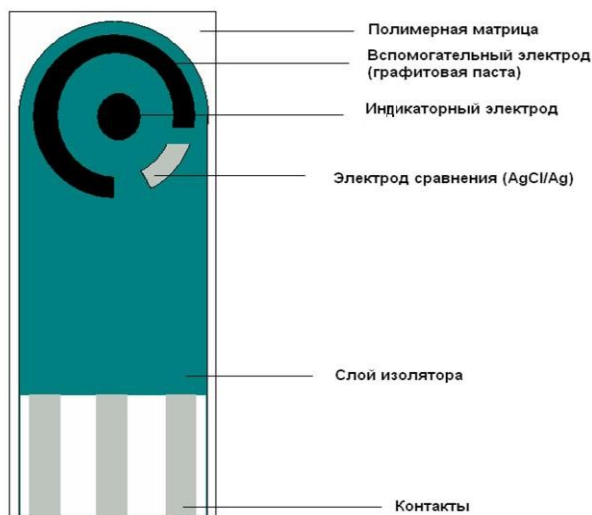 Полимерная матрица
Вспомогательный электрод
(графитовая паста)
Индикаторный электрод
Электрод сравнения (AgCl/Ag)
Слой изолятора
Контакты